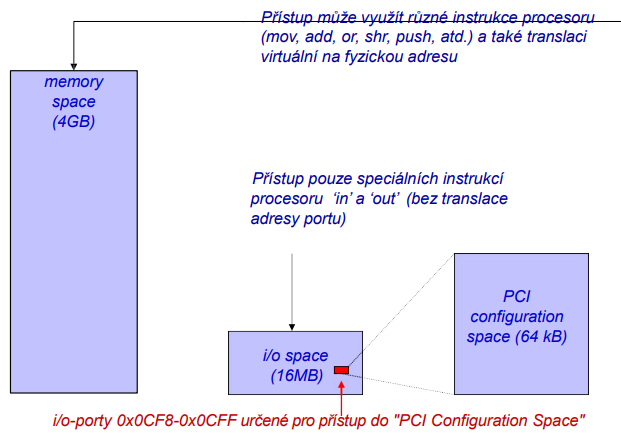 Přístup může využít různé instrukce procesoru
(mov, add, or, shr, push, atd.) a také translaci
virtuální na fyzickou adresu
memory
space
(4GB)
Přístup pouze speciálních instrukcí
procesoru 'in' a 'out' (bez translace
adresy portu)
PCI
configuration
space (64 kB)
i/o space
(16MB)
i/o-porty 0x0CF8-0x0CFF určené pro přístup do "PCI Configuration Space"